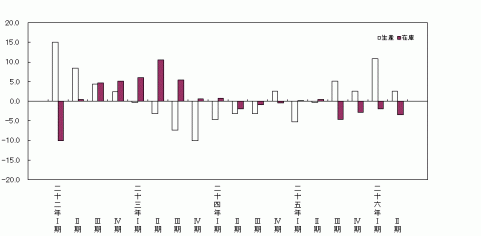 20.0
15.0
10.0
5.0
0.0
-5.0
-10.0
-15.0
-20.0
□生産 ■在庫
二十二年Ⅰ期
Ⅱ期
Ⅲ期
Ⅳ期
二十三年Ⅰ期
Ⅱ期
Ⅲ期
Ⅳ期
二十四年Ⅰ期
Ⅱ期
Ⅲ期
Ⅳ期
二十五年Ⅰ期
Ⅱ期
Ⅲ期
Ⅳ期
二十六年Ⅰ期
Ⅱ期